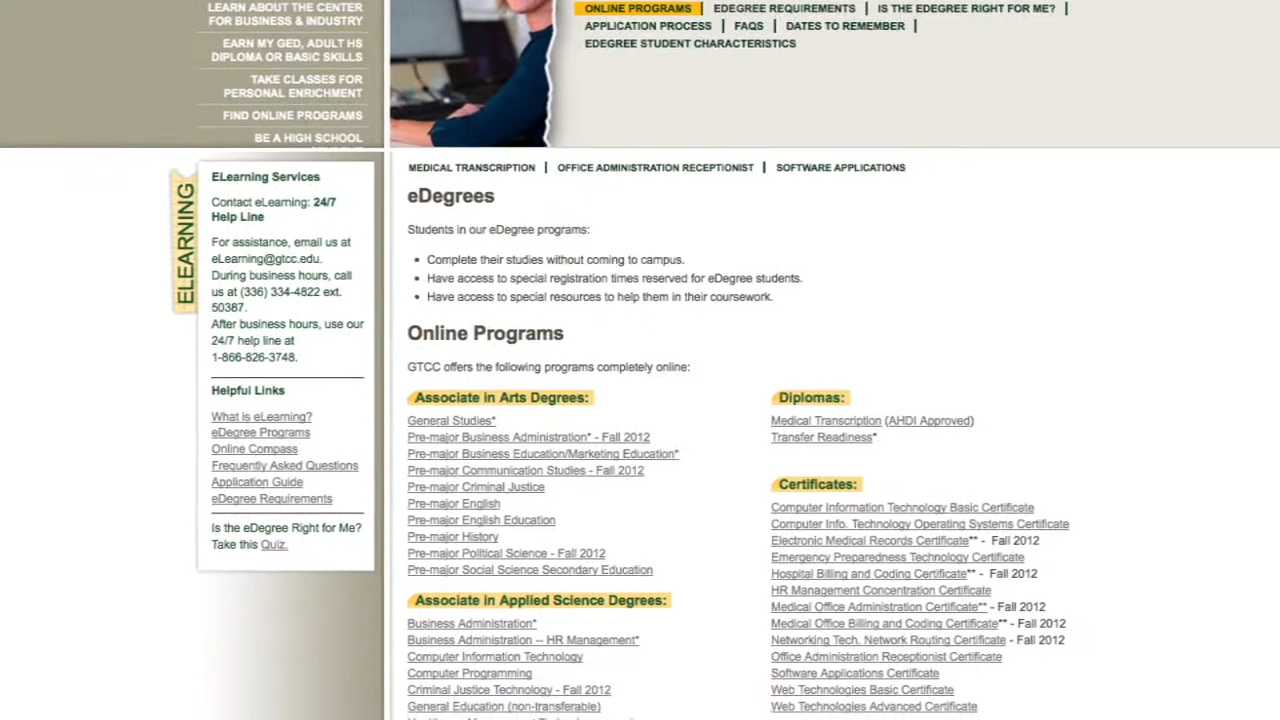 LEARN ABOUT THE CENTER
FOR BUSINESS & INDUSTRY
EARN MY GED, ADULT HS
DIPLOMA OR BASIC SKILLS
TAKE CLASSES FOR
PERSONAL ENRICHMENT
FIND ONLINE PROGRAMS
BE A HIGH SCHOOL
ONLINE PROGRAMS | EDEGREE REQUIREMENTS | IS THE EDEGREE RIGHT FOR ME? |
APPLICATION PROCESS | FAQS | DATES TO REMEMBER |
EDEGREE STUDENT CHARACTERISTICS
ELEARNING
ELearning Services
Contact eLearning: 24/7
Help Line
For assistance, email us at
eLearning@gtcc.edu.
During business hours, call
us at (336) 334-4822 ext.
50387.
After business hours, use our
24/7 help line at
1-866-826-3748.
Helpful Links
What is eLearning?
eDegree Programs
Online Compass
Frequently Asked Questions
Application Guide
eDegree Requirements
Is the eDegree Right for Me?
Take this Quiz.
MEDICAL TRANSCRIPTION | OFFICE ADMINISTRATION RECEPTIONIST | SOFTWARE APPLICATIONS
eDegrees
Students in our eDegree programs:
• Complete their studies without coming to campus.
• Have access to special registration times reserved for eDegree students.
• Have access to special resources to help them in their coursework.
Online Programs
GTCC offers the following programs completely online:
Associate in Arts Degrees:
General Studies*
Pre-major Business Administration* - Fall 2012
Pre-major Business Education/Marketing Education*
Pre-major Communication Studies - Fall 2012
Pre-major Criminal Justice
Pre-major English
Pre-major English Education
Pre-major History
Pre-major Political Science - Fall 2012
Pre-major Social Science Secondary Education
Associate in Applied Science Degrees:
Business Administration*
Business Administration -- HR Management*
Computer Information Technology
Computer Programming
Criminal Justice Technology - Fall 2012
General Education (non-transferable)
Diplomas:
Medical Transcription (AHDI Approved)
Transfer Readiness*
Certificates:
Computer Information Technology Basic Certificate
Computer Info. Technology Operating Systems Certificate
Electronic Medical Records Certificate** - Fall 2012
Emergency Preparedness Technology Certificate
Hospital Billing and Coding Certificate** - Fall 2012
HR Management Concentration Certificate
Medical Office Administration Certificate** - Fall 2012
Medical Office Billing and Coding Certificate** - Fall 2012
Networking Tech. Network Routing Certificate - Fall 2012
Office Administration Receptionist Certificate
Software Applications Certificate
Web Technologies Basic Certificate
Web Technologies Advanced Certificate